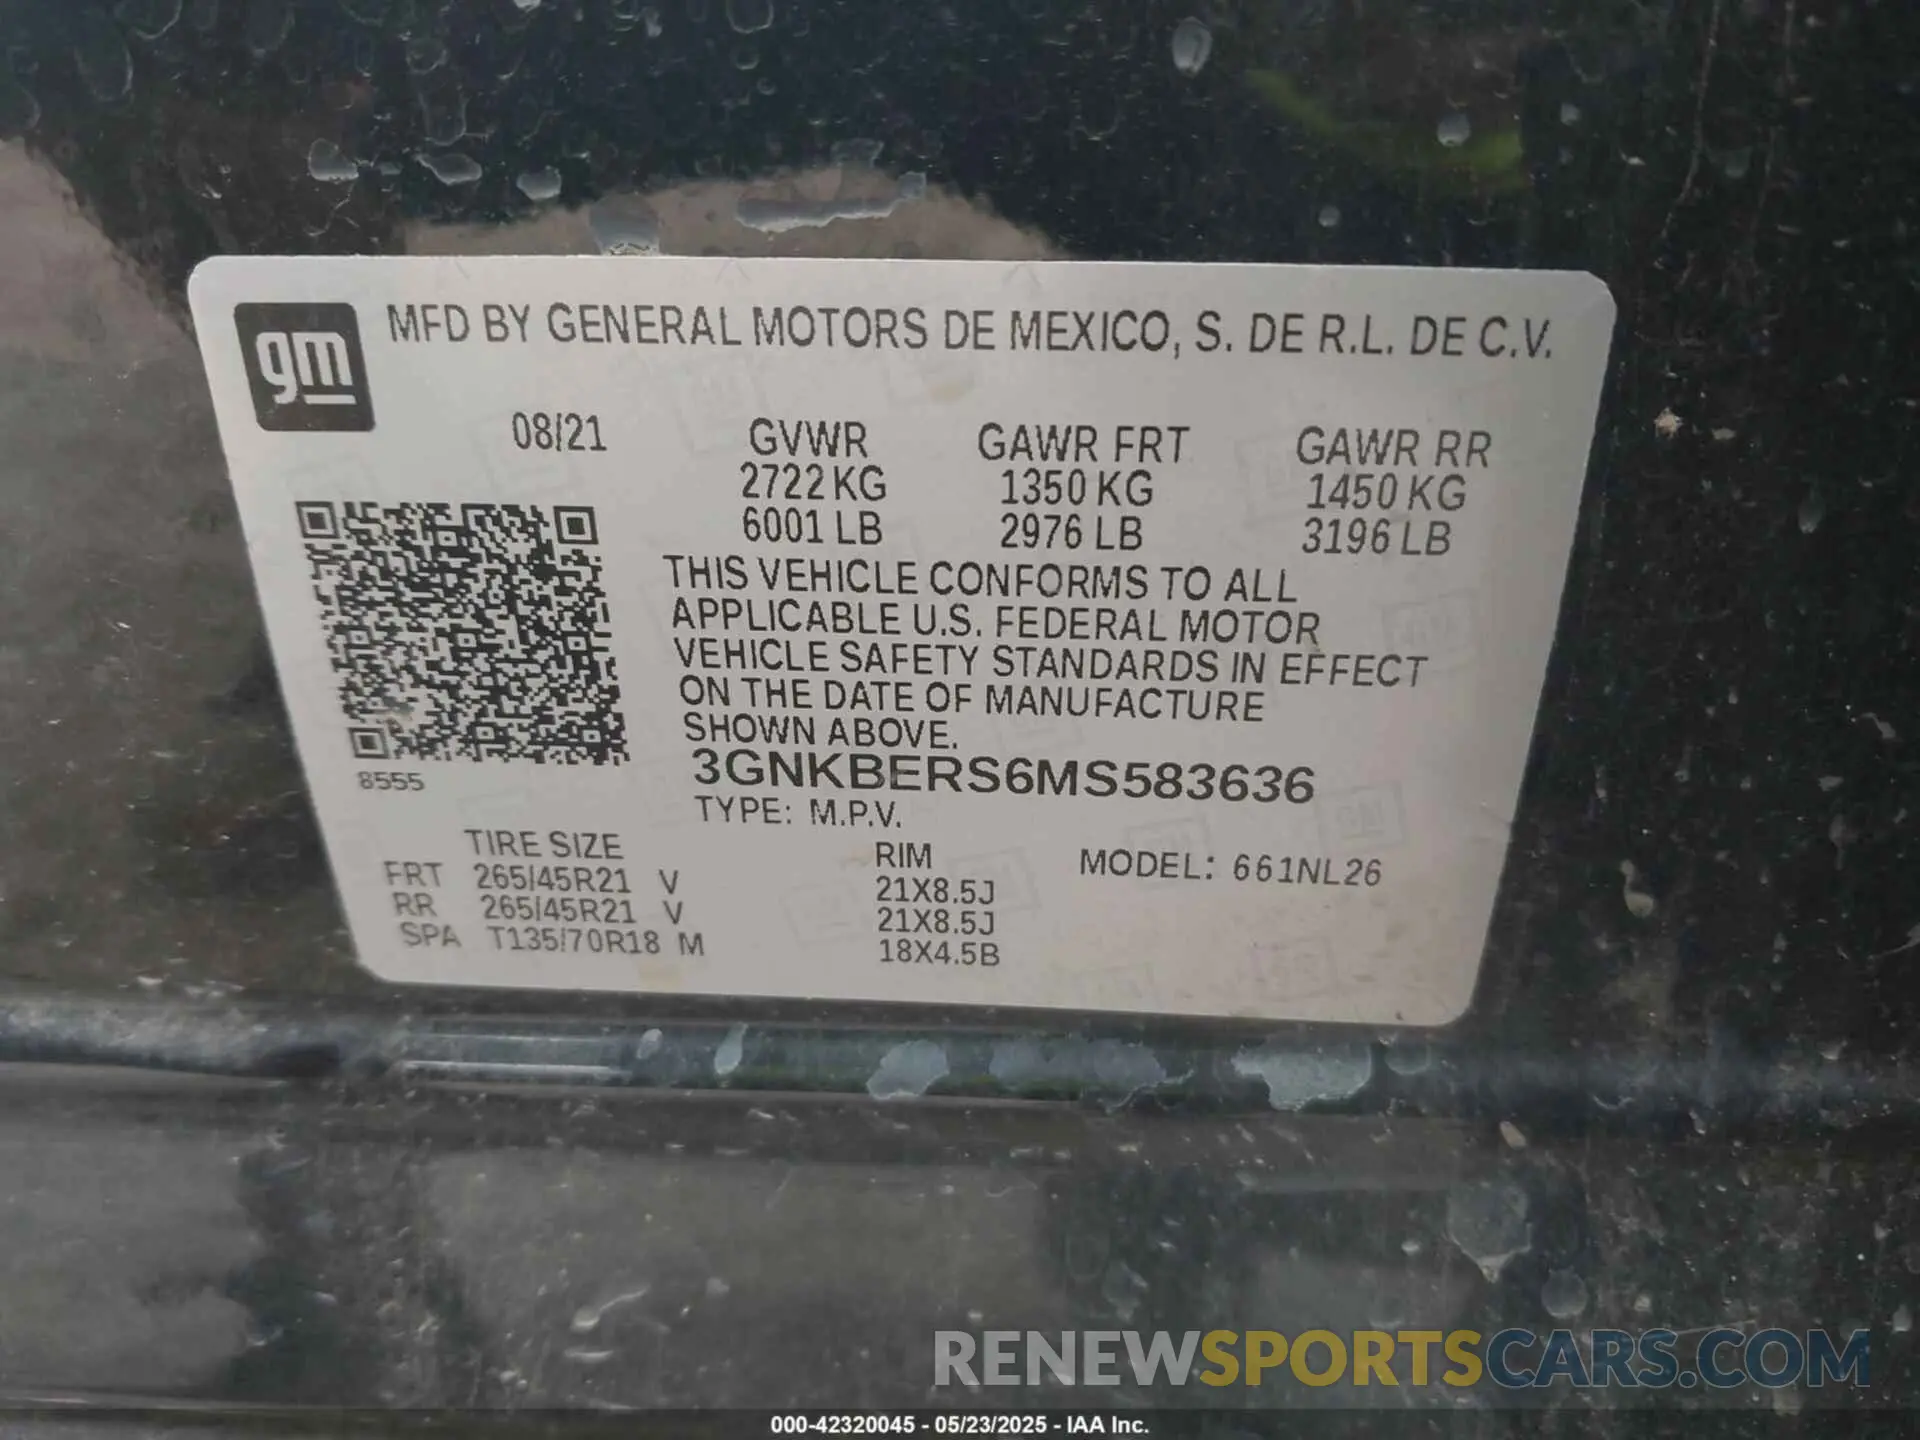 gm
MFD BY GENERAL MOTORS DE MEXICO, S. DE R.L. DE C.V.
08/21 GVWR GAWR FRT GAWR RR
2722 KG 1350 KG 1450 KG
6001 LB 2976 LB 3196 LB
THIS VEHICLE CONFORMS TO ALL
APPLICABLE U.S. FEDERAL MOTOR
VEHICLE SAFETY STANDARDS IN EFFECT
ON THE DATE OF MANUFACTURE
SHOWN ABOVE.
3GNKBERS6MS583636
8555
TYPE: M.P.V.
TIRE SIZE RIM MODEL: 661NL26
FRT 265/45R21 V 21X8.5J
RR 265/45R21 V 21X8.5J
SPA T135/70R18 M 18X4.5B
RENEWSPORTSCARS.COM
000-42320045 - 05/23/2025 - IAA Inc.